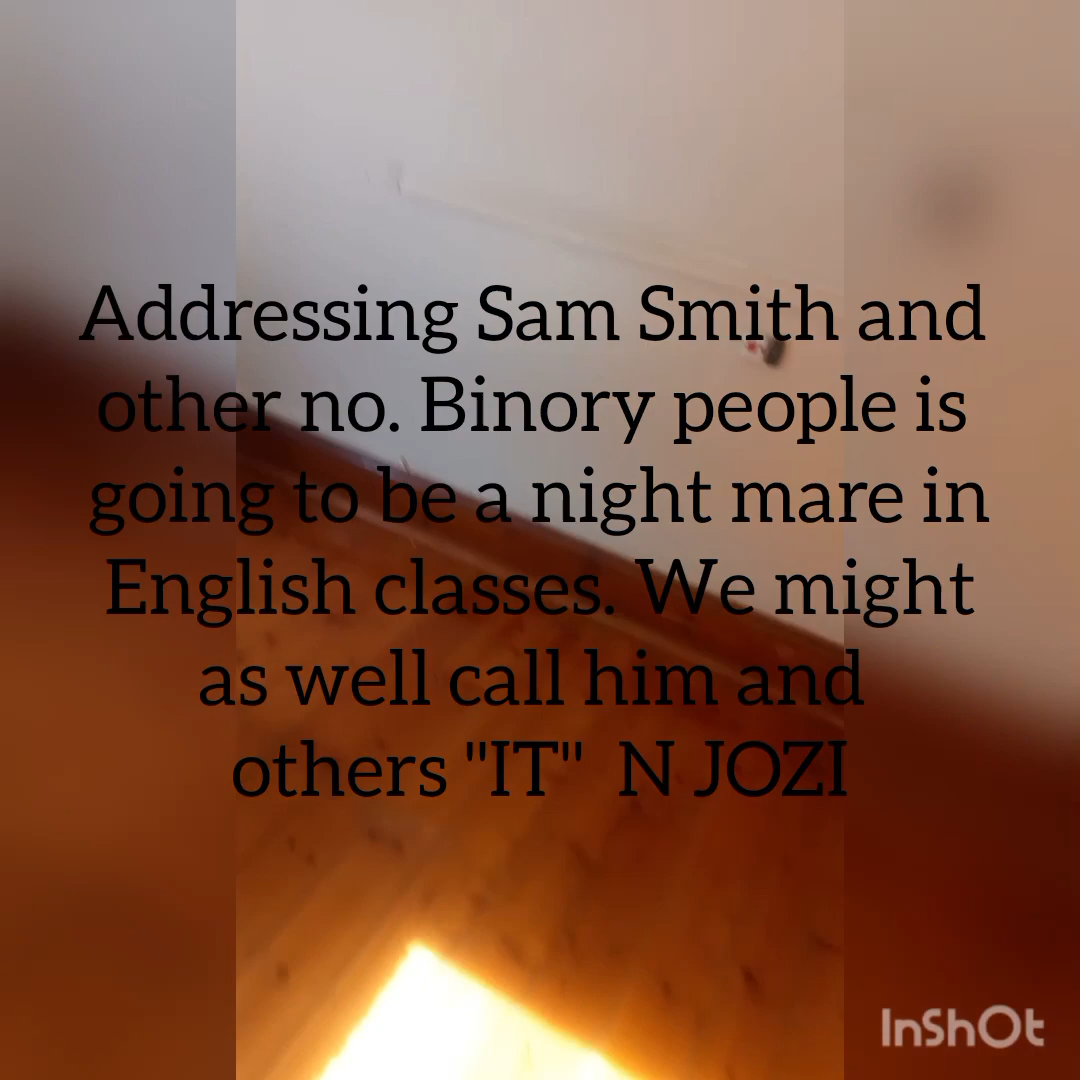 Addressing Sam Smith and
other no. Binory people is
going to be a night mare in
English classes. We might
as well call him and
others "IT"  N JOZI
InShOt